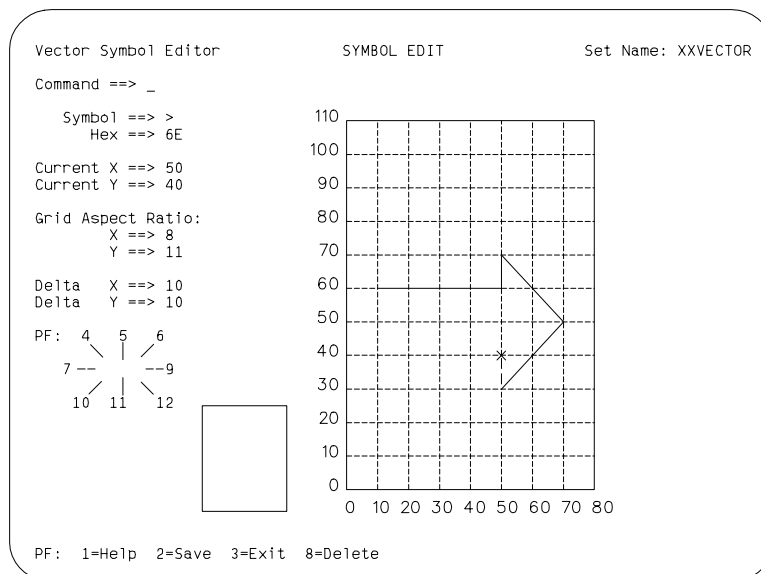 Vector Symbol Editor SYMBOL EDIT Set Name: XXVECTOR
Command ==> _
Symbol ==> >
Hex ==> 6E
Current X ==> 50
Current Y ==> 40
Grid Aspect Ratio:
X ==> 8
Y ==> 11
Delta X ==> 10
Delta Y ==> 10
PF: 4 5 6
7 -- --9
10 11 12
110
100
90
80
70
60
50
40
30
20
10
0
0 10 20 30 40 50 60 70 80
PF: 1=Help 2=Save 3=Exit 8=Delete